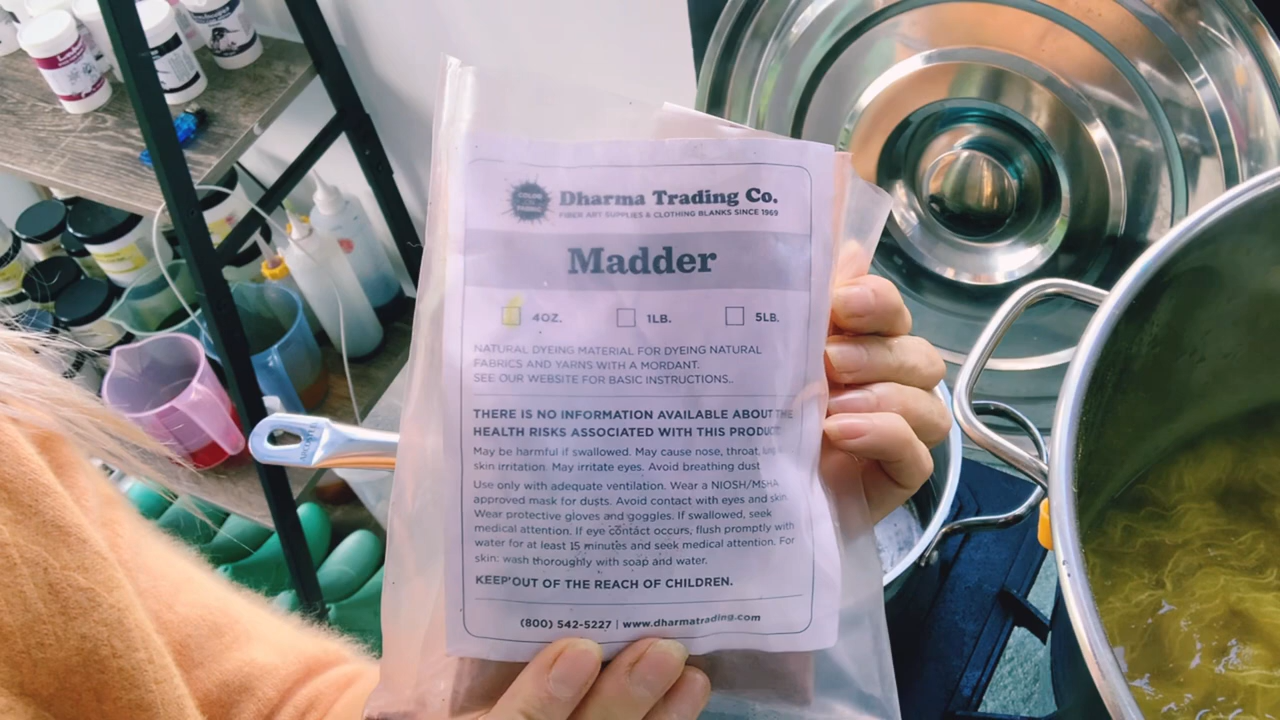 Dharma Trading Co.
FIBER ART SUPPLIES & CLOTHING BLANKS SINCE 1969
Madder
4OZ. 1LB. 5LB.
NATURAL DYEING MATERIAL FOR DYEING NATURAL
FABRICS AND YARNS WITH A MORDANT.
SEE OUR WEBSITE FOR BASIC INSTRUCTIONS..
THERE IS NO INFORMATION AVAILABLE ABOUT THE
HEALTH RISKS ASSOCIATED WITH THIS PRODUCT
May be harmful if swallowed. May cause nose, throat, lung
skin irritation. May irritate eyes. Avoid breathing dust
Use only with adequate ventilation. Wear a NIOSH/MSHA
approved mask for dusts. Avoid contact with eyes and skin.
Wear protective gloves and goggles. If swallowed, seek
medical attention. If eye contact occurs, flush promptly with
water for at least 15 minutes and seek medical attention. For
skin: wash thoroughly with soap and water.
KEEP OUT OF THE REACH OF CHILDREN.
(800) 542-5227 | www.dharmatrading.com